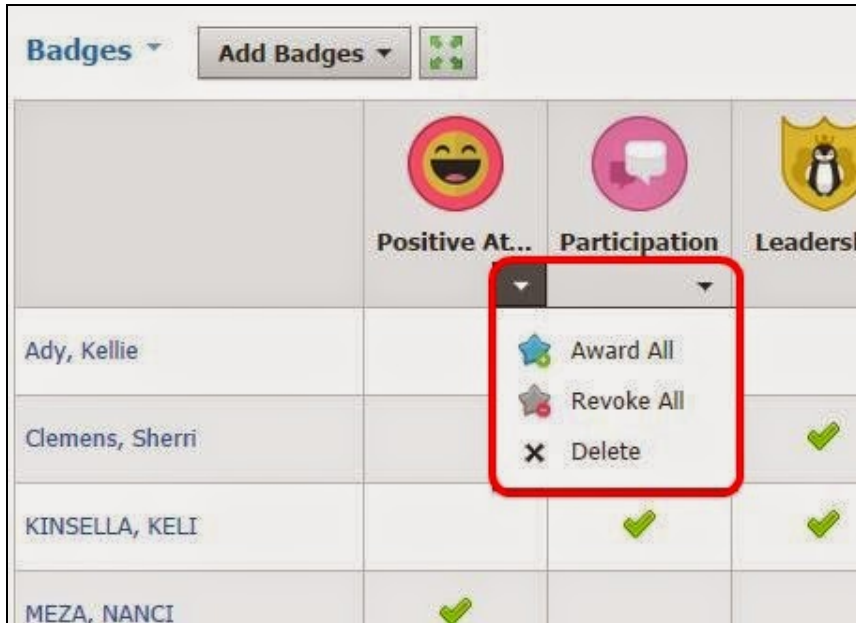 Badges
Add Badges
Positive At...
Participation
Leadersh
Ady, Kellie
Award All
Revoke All
Clemens, Sherri
Delete
KINSELLA, KELI
MEZA, NANCI